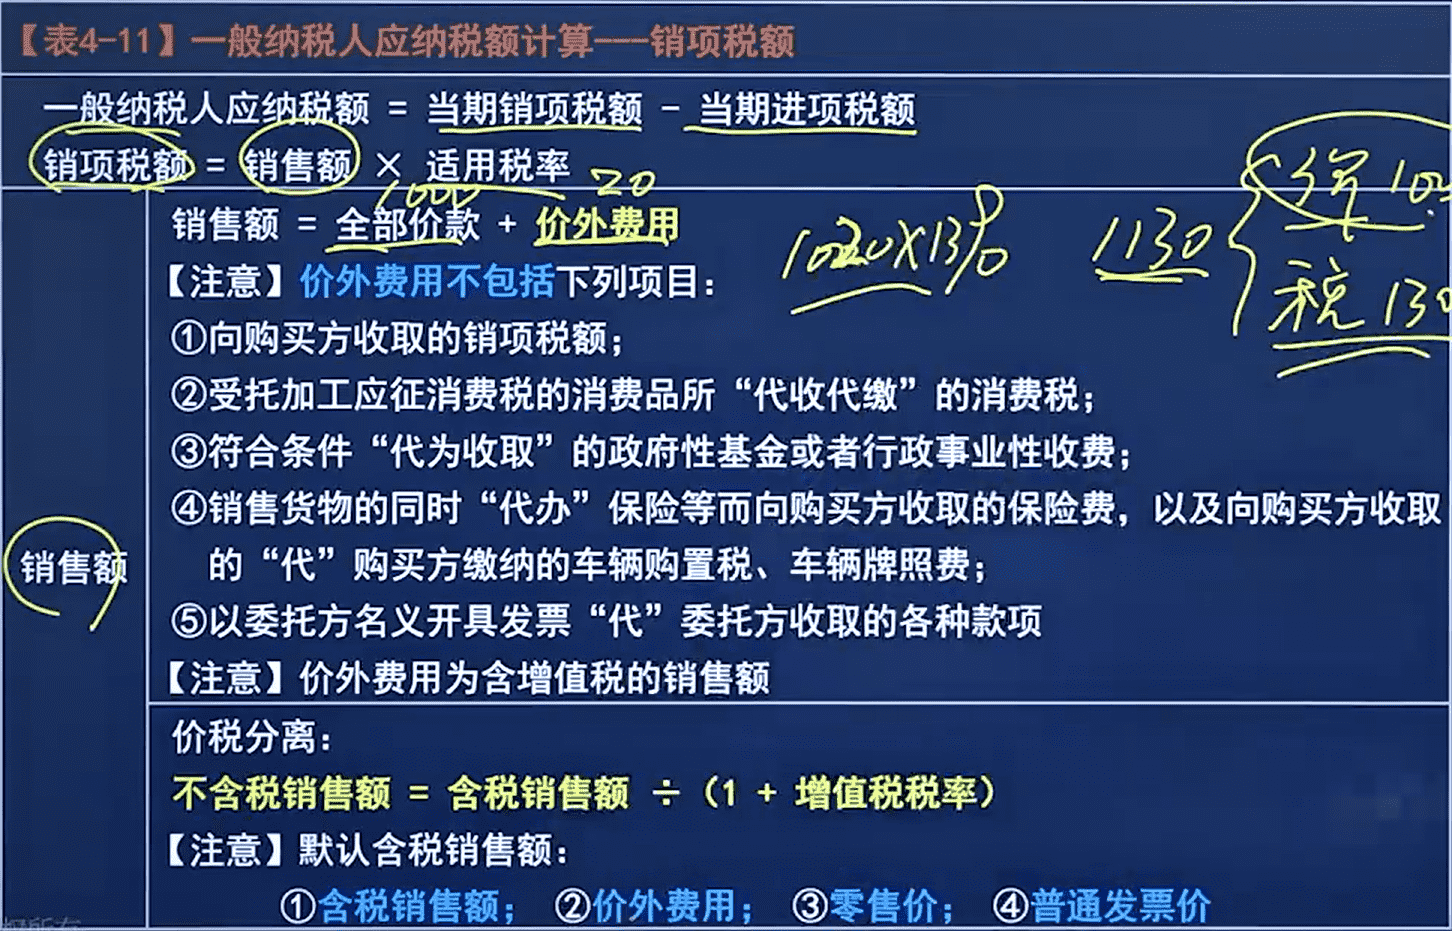 【表4-11】一般纳税人应纳税额计算---销项税额
一般纳税人应纳税额 = 当期销项税额 - 当期进项税额
销项税额 = 销售额 × 适用税率
1000 20
销售额 = 全部价款 + 价外费用
1020×13%
1130
税 130
【注意】价外费用不包括下列项目：
①向购买方收取的销项税额；
②受托加工应征消费税的消费品所“代收代缴”的消费税；
③符合条件“代为收取”的政府性基金或者行政事业性收费；
④销售货物的同时“代办”保险等而向购买方收取的保险费，以及向购买方收取
的“代”购买方缴纳的车辆购置税、车辆牌照费；
⑤以委托方名义开具发票“代”委托方收取的各种款项
【注意】价外费用为含增值税的销售额
销售额
价税分离：
不含税销售额 = 含税销售额 ÷（1 + 增值税税率）
【注意】默认含税销售额：
①含税销售额； ②价外费用； ③零售价； ④普通发票价